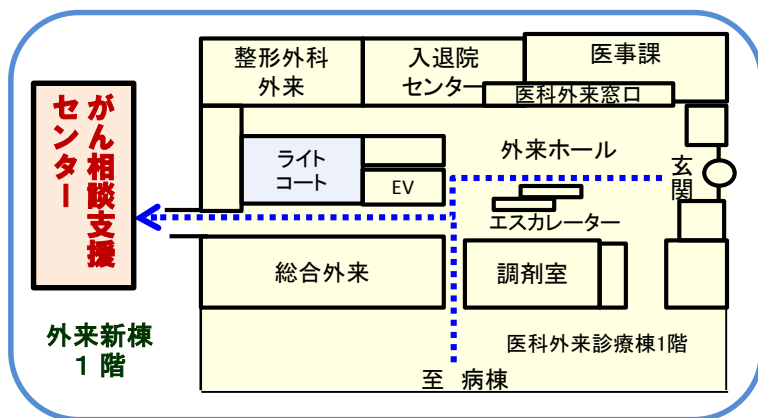 整形外科
外来
入退院
センター
医事課
医科外来窓口
がん相談支援
センター
ライト
コート
EV
外来ホール
玄関
エスカレーター
総合外来
調剤室
外来新棟
1階
医科外来診療棟1階
至 病棟